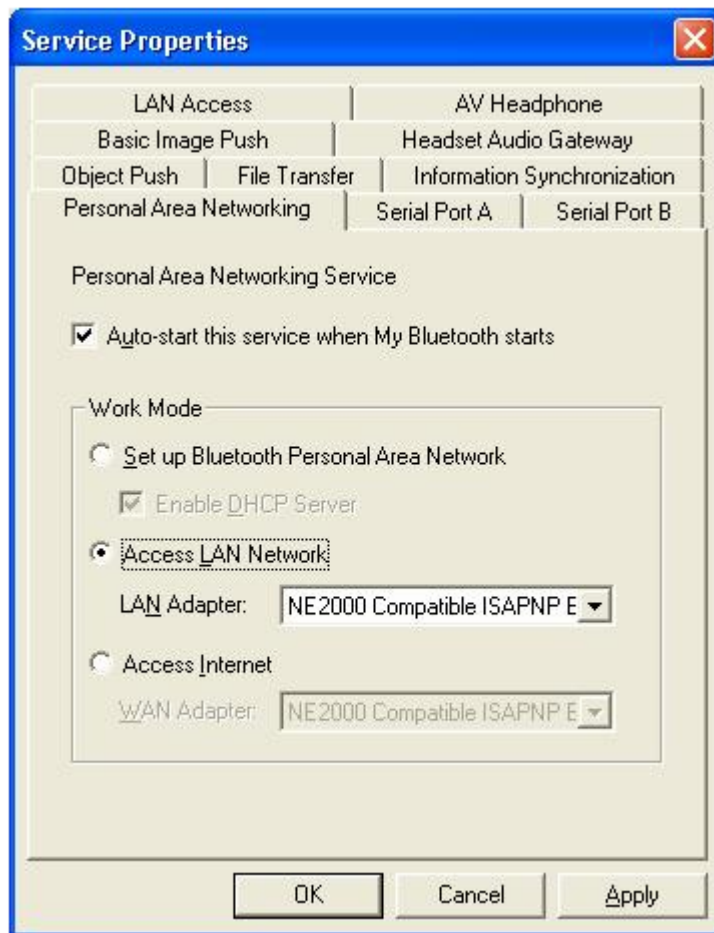 Service Properties
LAN Access AV Headphone
Basic Image Push Headset Audio Gateway
Object Push File Transfer Information Synchronization
Personal Area Networking Serial Port A Serial Port B
Personal Area Networking Service
Auto-start this service when My Bluetooth starts
Work Mode
Set up Bluetooth Personal Area Network
Enable DHCP Server
Access LAN Network
LAN Adapter: NE2000 Compatible ISAPNP E
Access Internet
WAN Adapter: NE2000 Compatible ISAPNP E
OK Cancel Apply